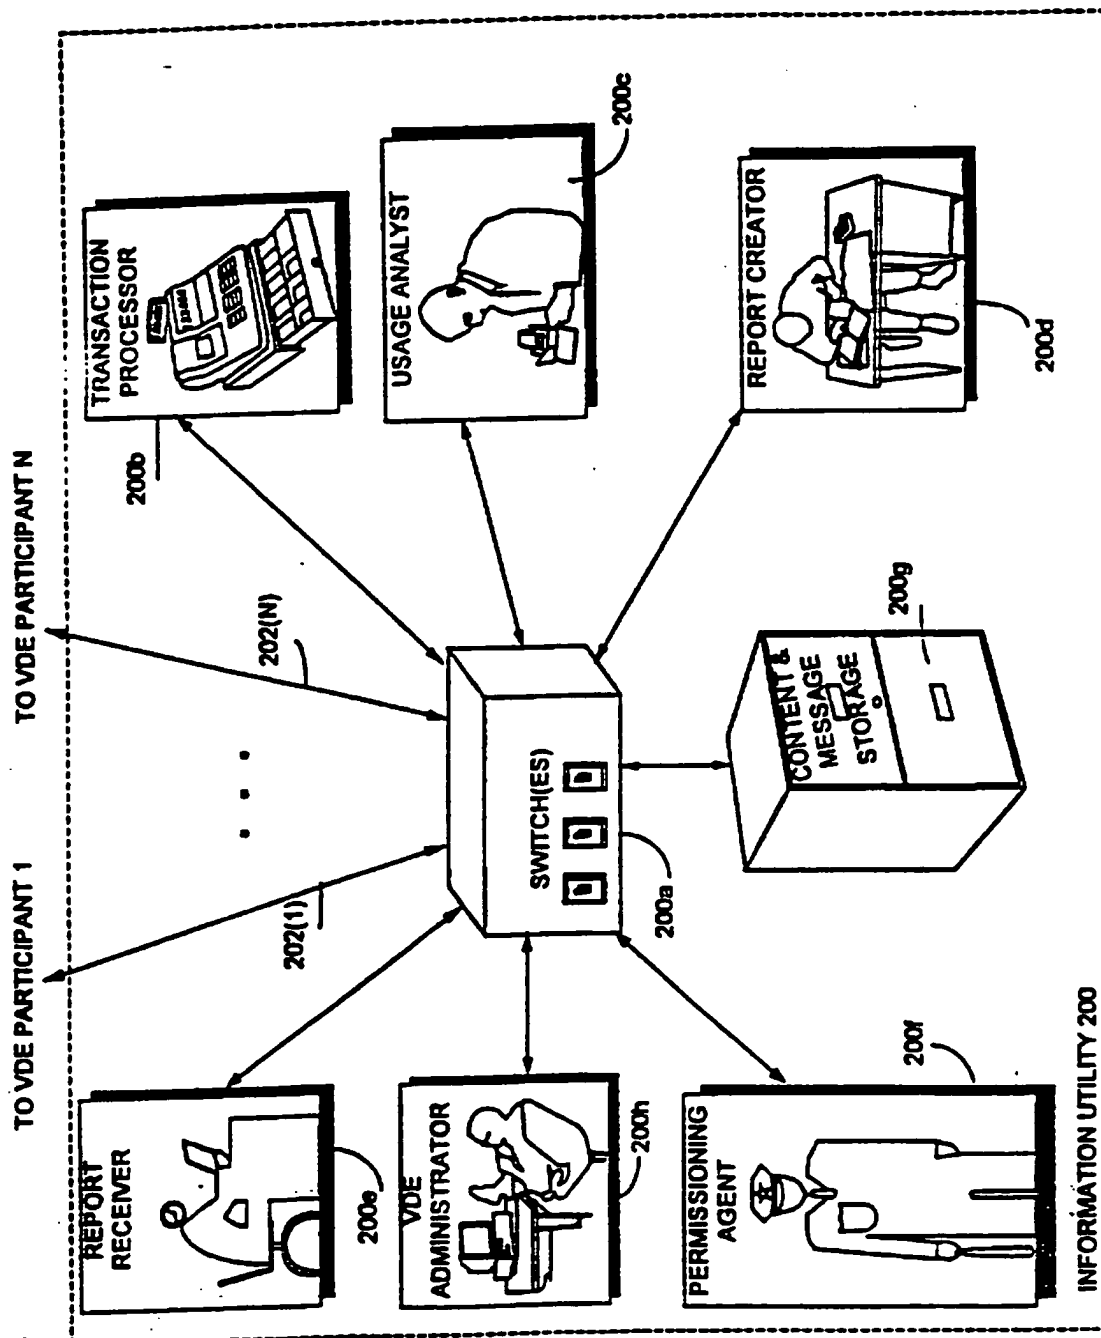 TO VDE PARTICIPANT 1
TO VDE PARTICIPANT N
202(1)
202(N)
REPORT
RECEIVER
200e
TRANSACTION
PROCESSOR
200b
VDE
ADMINISTRATOR
200h
SWITCH(ES)
200a
USAGE ANALYST
200c
PERMISSIONING
AGENT
200f
CONTENT &
MESSAGE
STORAGE
200g
REPORT CREATOR
200d
INFORMATION UTILITY 200